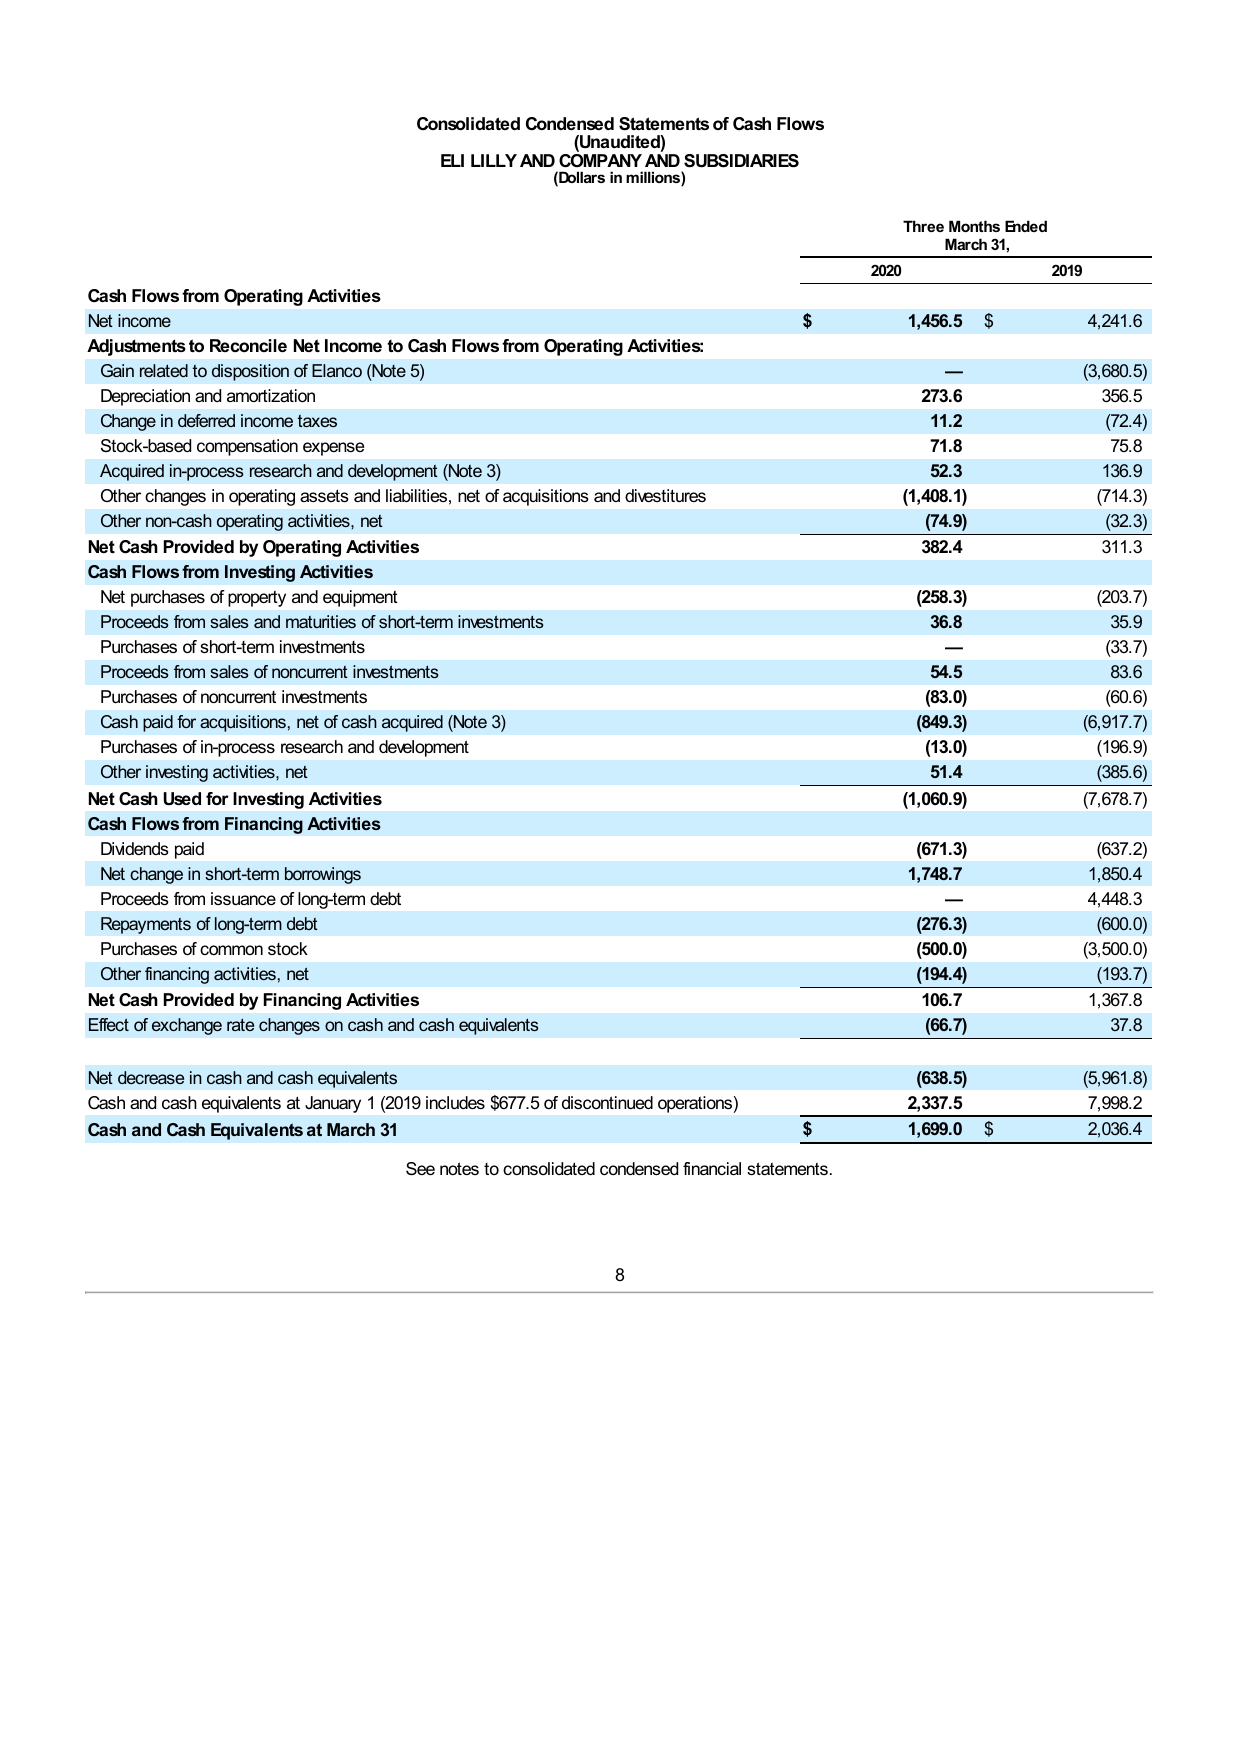 Consolidated Condensed Statements of Cash Flows
(Unaudited)
ELI LILLY AND COMPANY AND SUBSIDIARIES
(Dollars in millions)
Three Months Ended
March 31,
2020 2019
Cash Flows from Operating Activities
Net income $ 1,456.5 $ 4,241.6
Adjustments to Reconcile Net Income to Cash Flows from Operating Activities:
Gain related to disposition of Elanco (Note 5) — (3,680.5)
Depreciation and amortization 273.6 356.5
Change in deferred income taxes 11.2 (72.4)
Stock-based compensation expense 71.8 75.8
Acquired in-process research and development (Note 3) 52.3 136.9
Other changes in operating assets and liabilities, net of acquisitions and divestitures (1,408.1) (714.3)
Other non-cash operating activities, net (74.9) (32.3)
Net Cash Provided by Operating Activities 382.4 311.3
Cash Flows from Investing Activities
Net purchases of property and equipment (258.3) (203.7)
Proceeds from sales and maturities of short-term investments 36.8 35.9
Purchases of short-term investments — (33.7)
Proceeds from sales of noncurrent investments 54.5 83.6
Purchases of noncurrent investments (83.0) (60.6)
Cash paid for acquisitions, net of cash acquired (Note 3) (849.3) (6,917.7)
Purchases of in-process research and development (13.0) (196.9)
Other investing activities, net 51.4 (385.6)
Net Cash Used for Investing Activities (1,060.9) (7,678.7)
Cash Flows from Financing Activities
Dividends paid (671.3) (637.2)
Net change in short-term borrowings 1,748.7 1,850.4
Proceeds from issuance of long-term debt — 4,448.3
Repayments of long-term debt (276.3) (600.0)
Purchases of common stock (500.0) (3,500.0)
Other financing activities, net (194.4) (193.7)
Net Cash Provided by Financing Activities 106.7 1,367.8
Effect of exchange rate changes on cash and cash equivalents (66.7) 37.8
Net decrease in cash and cash equivalents (638.5) (5,961.8)
Cash and cash equivalents at January 1 (2019 includes $677.5 of discontinued operations) 2,337.5 7,998.2
Cash and Cash Equivalents at March 31 $ 1,699.0 $ 2,036.4
See notes to consolidated condensed financial statements.
8